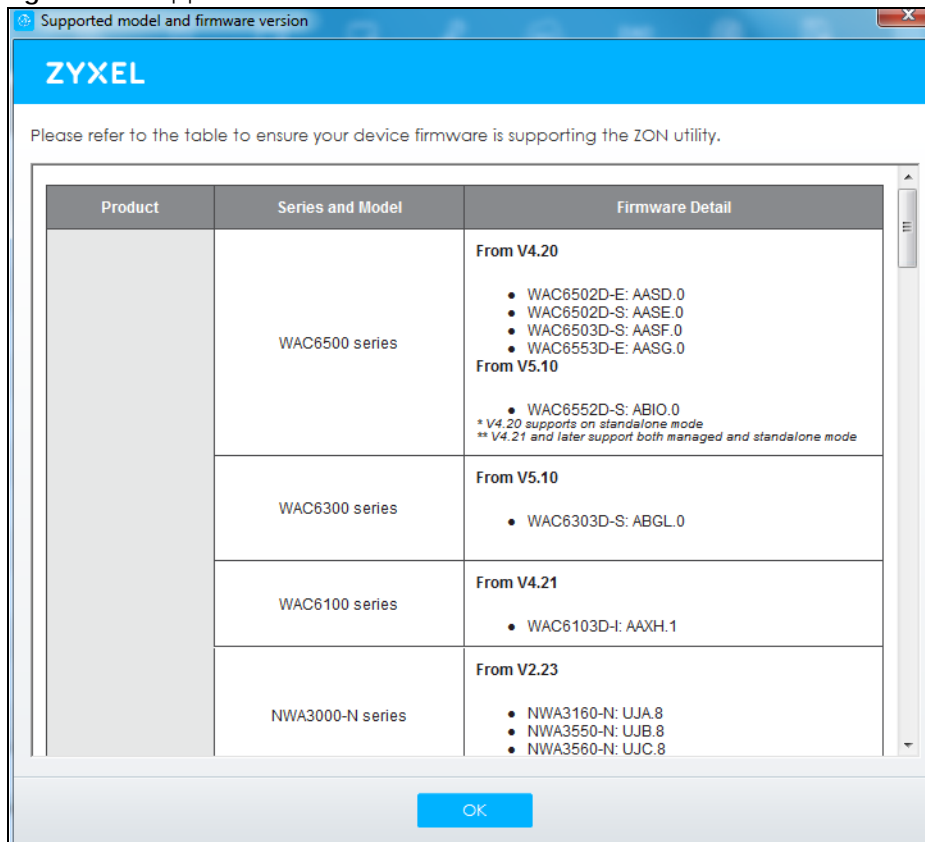 Supported model and firmware version
ZYXEL
Please refer to the table to ensure your device firmware is supporting the ZON utility.
Product
Series and Model
Firmware Detail
WAC6500 series
From V4.20
• WAC6502D-E: AASD.0
• WAC6502D-S: AASE.0
• WAC6503D-S: AASF.0
• WAC6553D-E: AASG.0
From V5.10
• WAC6552D-S: ABIO.0
* V4.20 supports on standalone mode
** V4.21 and later support both managed and standalone mode
WAC6300 series
From V5.10
• WAC6303D-S: ABGL.0
WAC6100 series
From V4.21
• WAC6103D-I: AAXH.1
NWA3000-N series
From V2.23
• NWA3160-N: UJA.8
• NWA3550-N: UJB.8
• NWA3560-N: UJC.8
OK